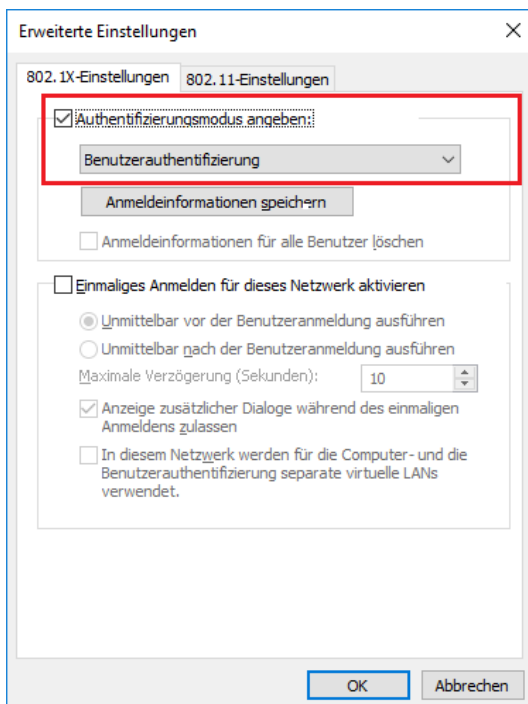 Erweiterte Einstellungen
802.1X-Einstellungen 802.11-Einstellungen
Authentifizierungsmodus angeben:
Benutzerauthentifizierung
Anmeldeinformationen speichern
Anmeldeinformationen für alle Benutzer löschen
Einmaliges Anmelden für dieses Netzwerk aktivieren
Unmittelbar vor der Benutzeranmeldung ausführen
Unmittelbar nach der Benutzeranmeldung ausführen
Maximale Verzögerung (Sekunden): 10
Anzeige zusätzlicher Dialoge während des einmaligen
Anmeldens zulassen
In diesem Netzwerk werden für die Computer- und die
Benutzerauthentifizierung separate virtuelle LANs
verwendet.
OK Abbrechen